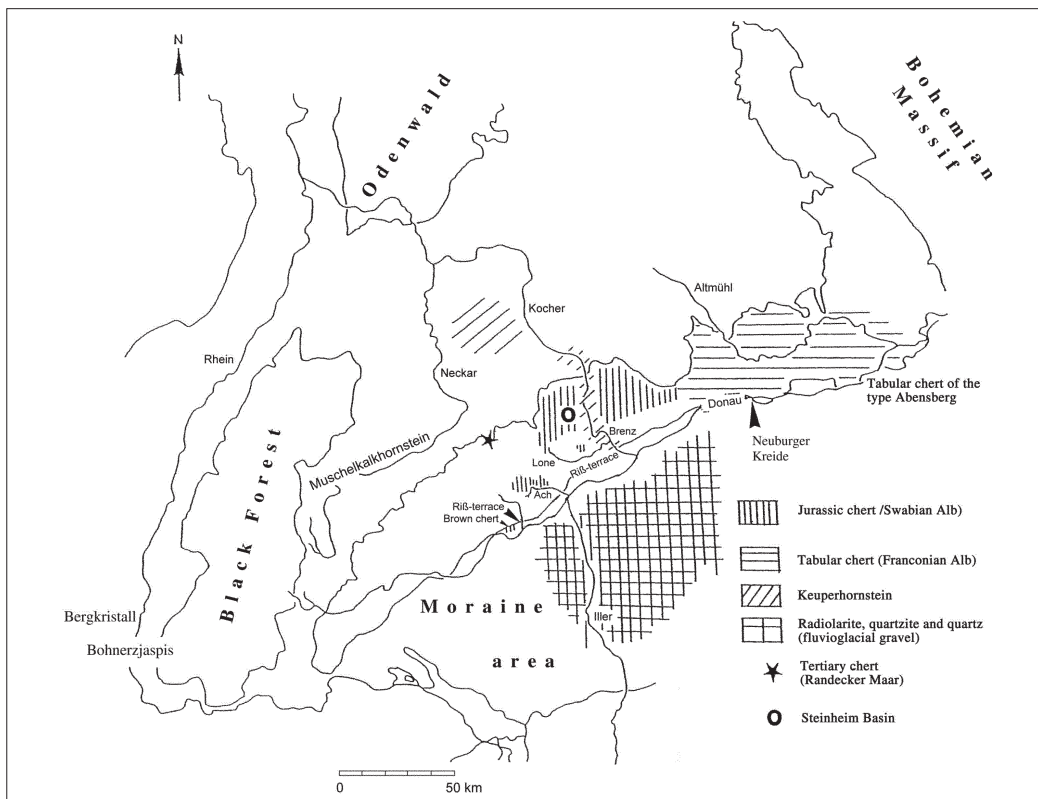 N
Odenwald
Bohemian
Massif
Altmühl
Kocher
Rhein
Neckar
Tabular chert of the
type Abensberg
Donau
Brenz
Neuburger
Kreide
Muschelkalkhornstein
Lone
Riß-terrace
Ach
Riß-terrace
Brown chert
Black Forest
Bergkristall
Bohnerzjaspis
Moraine
area
Iller
Jurassic chert /Swabian Alb)
Tabular chert (Franconian Alb)
Keuperhornstein
Radiolarite, quartzite and quartz
(fluvioglacial gravel)
Tertiary chert
(Randecker Maar)
Steinheim Basin
0 50 km